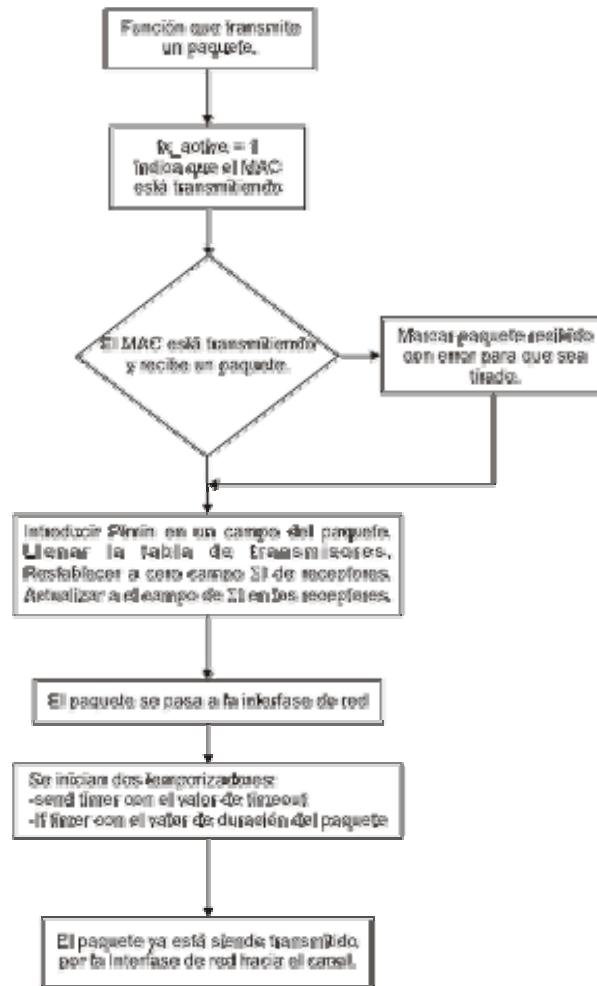 Función que transmite
un paquete.
tx_active = 1
Indica que el MAC
está transmitiendo
El MAC está transmitiendo
y recibe un paquete.
Marcar paquete recibido
con error para que sea
tirado.
Introducir en un campo del paquete.
Llenar la tabla de transmisores.
Restablecer a cero campo ΣI de receptores.
Actualizar a el campo de ΣI en los receptores.
El paquete se pasa a la interfase de red
Se inician dos temporizadores:
-send timer con el valor de timeout
-if timer con el valor de duración del paquete
El paquete ya está siendo transmitido
por la interfase de red hacia el canal.